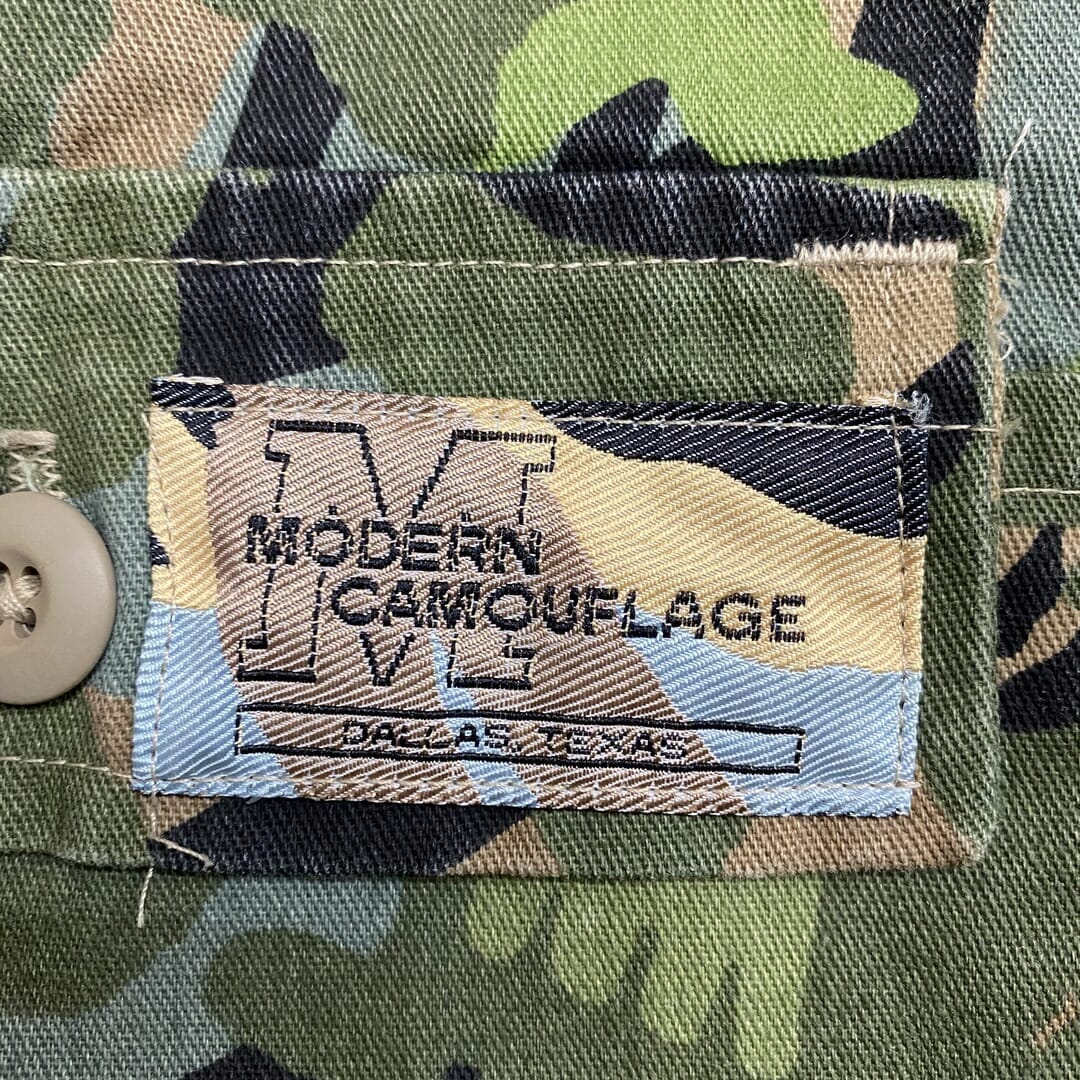 M
MODERN
CAMOUFLAGE
DALLAS, TEXAS